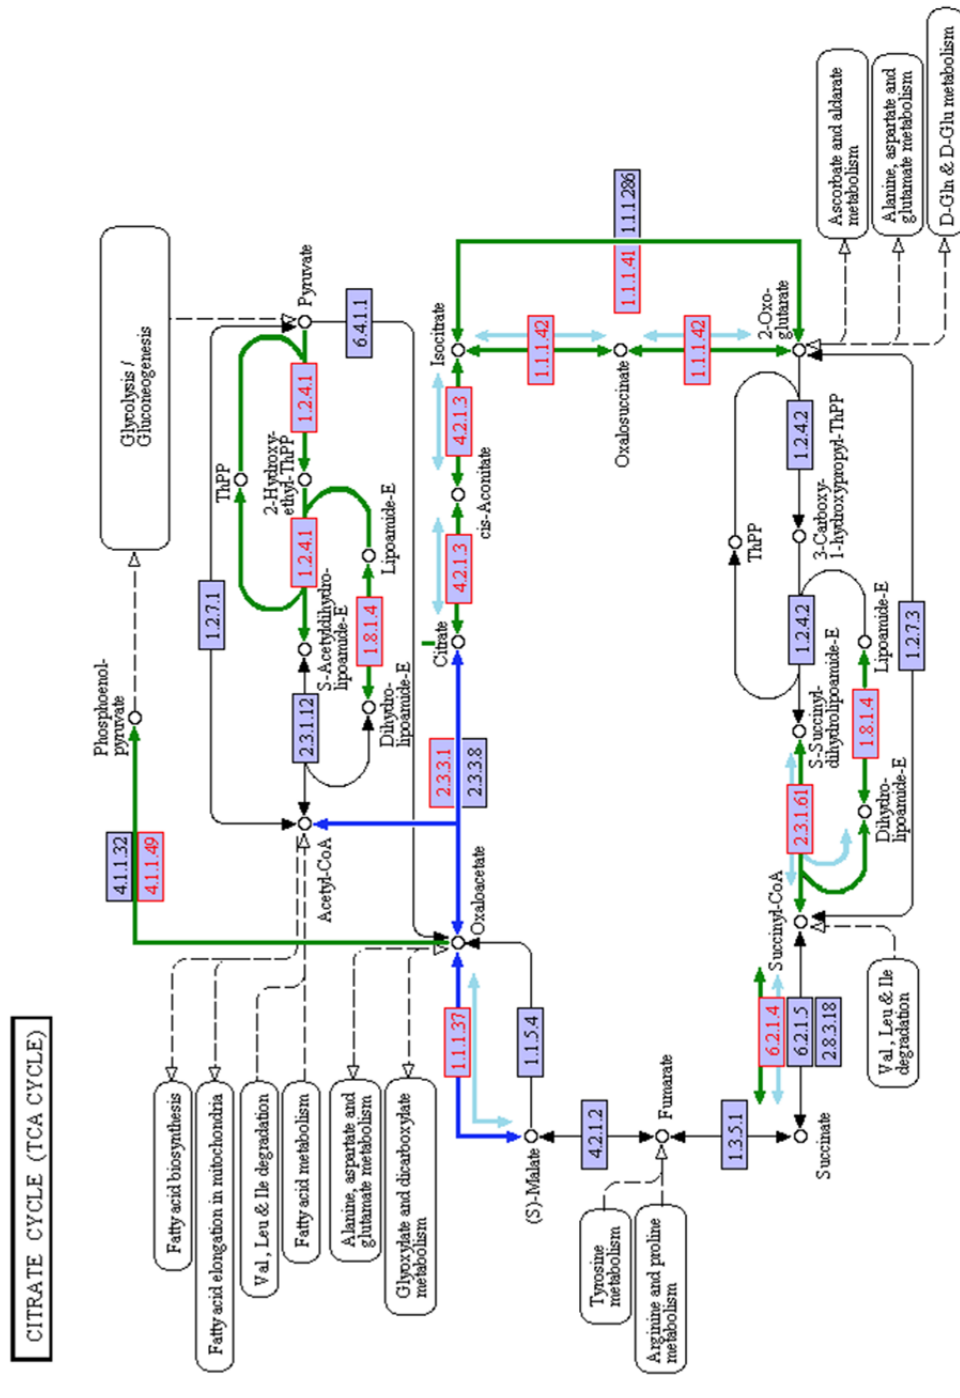 CITRATE CYCLE (TCA CYCLE)
Fatty acid biosynthesis
Fatty acid elongation in mitochondria
Val, Leu & Ile degradation
Fatty acid metabolism
Alanine, aspartate and
glutamate metabolism
Glyoxylate and dicarboxylate
metabolism
Tyrosine
metabolism
Arginine and proline
metabolism
Phosphoenol-
pyruvate
4.1.1.32
4.1.1.49
Glycolysis /
Gluconeogenesis
1.2.7.1
ThPP
Acetyl-CoA
2.3.1.12
S-Acetyldihydro-
lipoamide-E
1.2.4.1
2-Hydroxy-
ethyl-ThPP
1.2.4.1
Pyruvate
Dihydro-
lipoamide-E
1.8.1.4
Lipoamide-E
6.4.1.1
Oxaloacetate
2.3.3.1
2.3.3.8
Citrate
4.2.1.3
cis-Aconitate
4.2.1.3
Isocitrate
1.1.1.37
1.1.5.4
(S)-Malate
4.2.1.2
Fumarate
1.3.5.1
Succinate
1.1.1.42
Oxalosuccinate
1.1.1.42
1.1.1.41
1.1.1.286
2-Oxo-
glutarate
6.2.1.4
6.2.1.5
2.8.3.18
Succinyl-CoA
2.3.1.61
S-Succinyl-
dihydrolipoamide-E
1.2.4.2
3-Carboxy-
1-hydroxypropyl-ThPP
1.2.4.2
ThPP
Dihydro-
lipoamide-E
1.8.1.4
Lipoamide-E
1.2.7.3
Val, Leu & Ile
degradation
Ascorbate and aldarate
metabolism
Alanine, aspartate and
glutamate metabolism
D-Gln & D-Glu metabolism